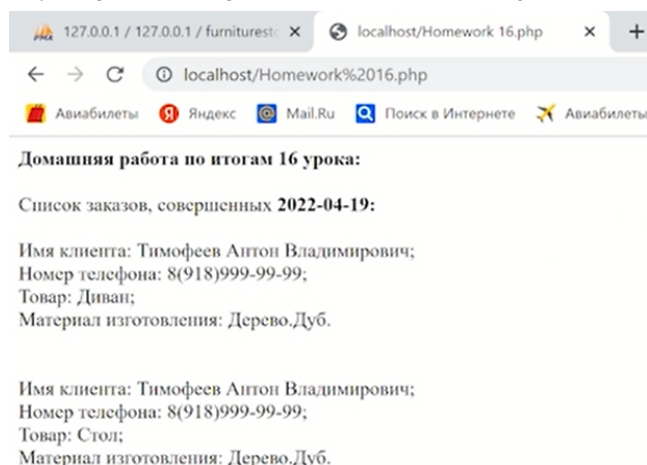 127.0.0.1 / 127.0.0.1 / furniturest
localhost/Homework 16.php
localhost/Homework%2016.php
Авиабилеты Яндекс Mail.Ru Поиск в Интернете Авиабилеты
Домашняя работа по итогам 16 урока:
Список заказов, совершенных 2022-04-19:
Имя клиента: Тимофеев Антон Владимирович;
Номер телефона: 8(918)999-99-99;
Товар: Диван;
Материал изготовления: Дерево.Дуб.
Имя клиента: Тимофеев Антон Владимирович;
Номер телефона: 8(918)999-99-99;
Товар: Стол;
Материал изготовления: Дерево.Дуб.